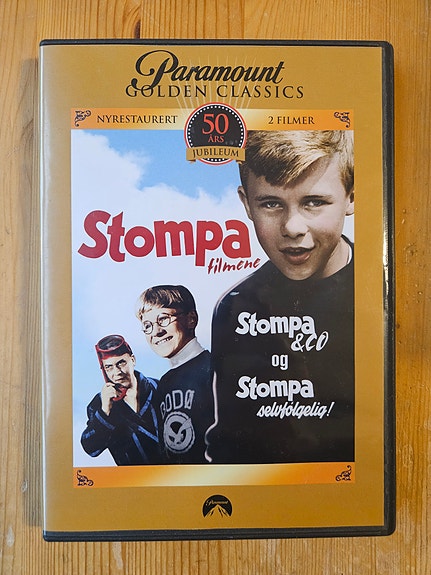 Paramount
GOLDEN CLASSICS
NYRESTAURERT
50
ÅRS
JUBILEUM
2 FILMER
Stompa
filmene
Stompa
&CO
og
Stompa
selvfølgelig!
BODØ
Paramount